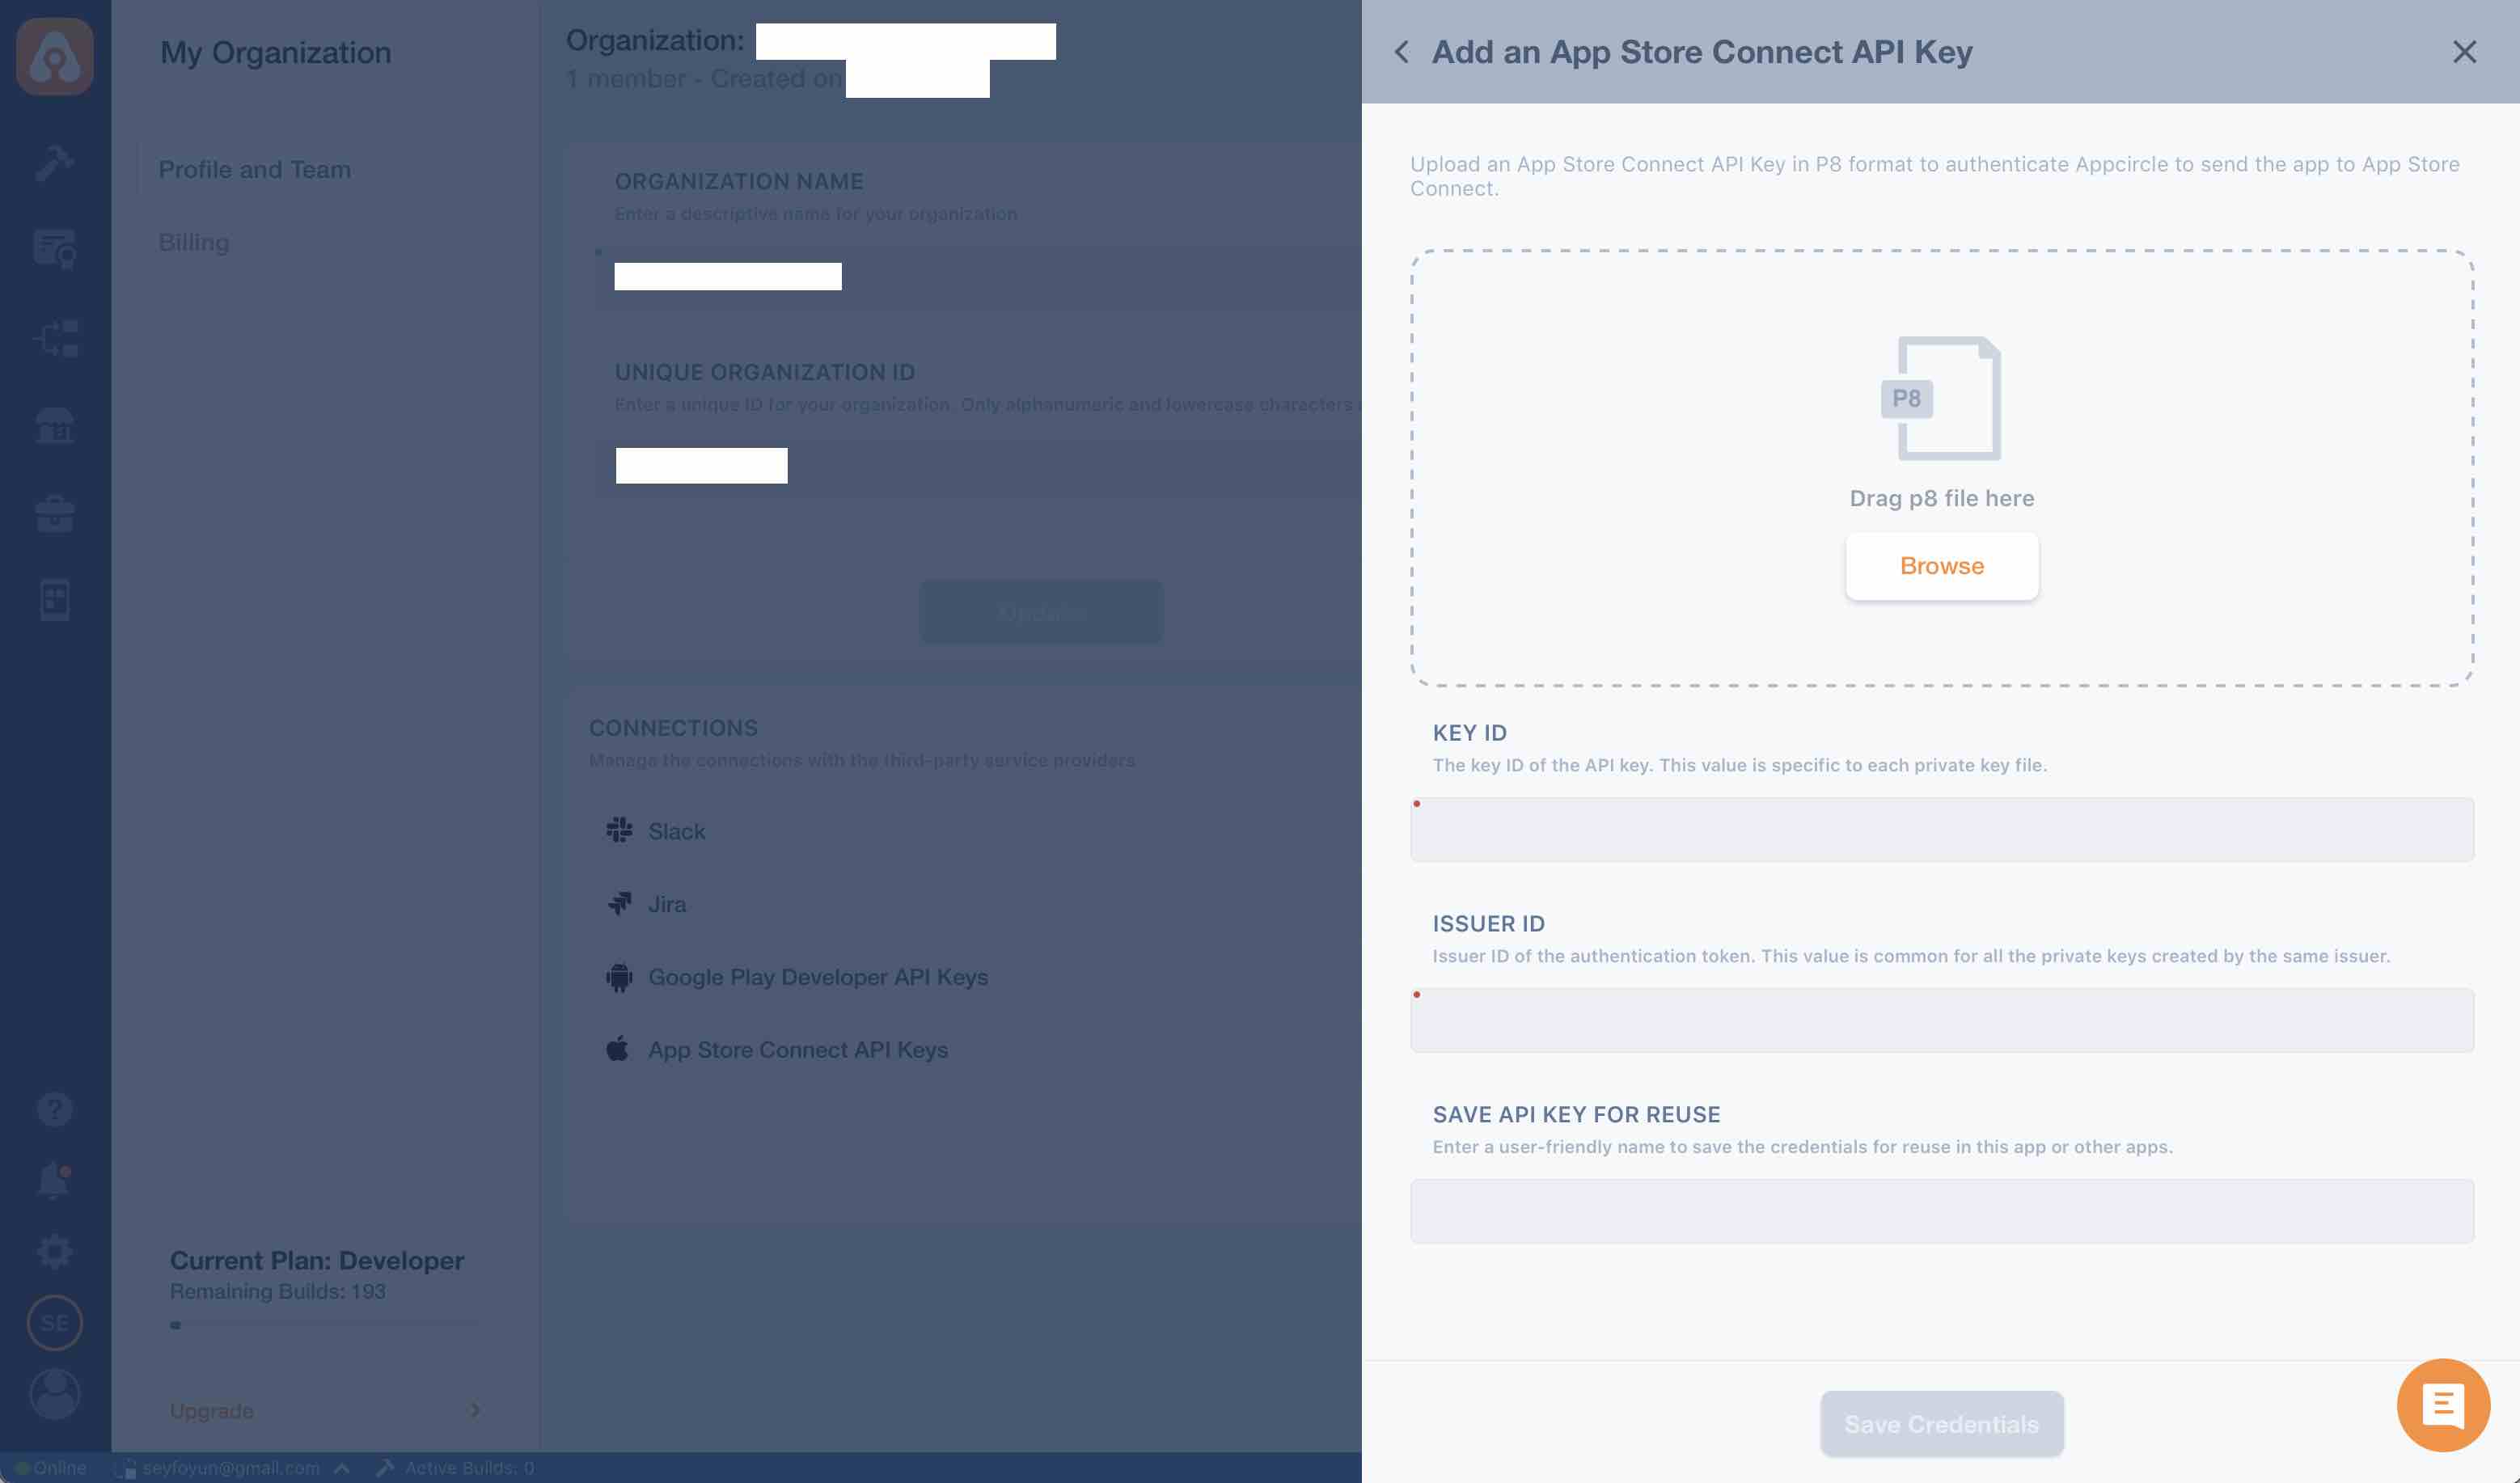 My Organization
Profile and Team
Billing
Current Plan: Developer
Remaining Builds: 193
Upgrade
SE
Organization:
1 member - Created on
ORGANIZATION NAME
Enter a descriptive name for your organization
UNIQUE ORGANIZATION ID
Enter a unique ID for your organization. Only alphanumeric and lowercase characters
Update
CONNECTIONS
Manage the connections with the third-party service providers
Slack
Jira
Google Play Developer API Keys
App Store Connect API Keys
Online
seyfoyun@gmail.com
Active Builds: 0
Add an App Store Connect API Key
Upload an App Store Connect API Key in P8 format to authenticate Appcircle to send the app to App Store
Connect.
P8
Drag p8 file here
Browse
KEY ID
The key ID of the API key. This value is specific to each private key file.
ISSUER ID
Issuer ID of the authentication token. This value is common for all the private keys created by the same issuer.
SAVE API KEY FOR REUSE
Enter a user-friendly name to save the credentials for reuse in this app or other apps.
Save Credentials